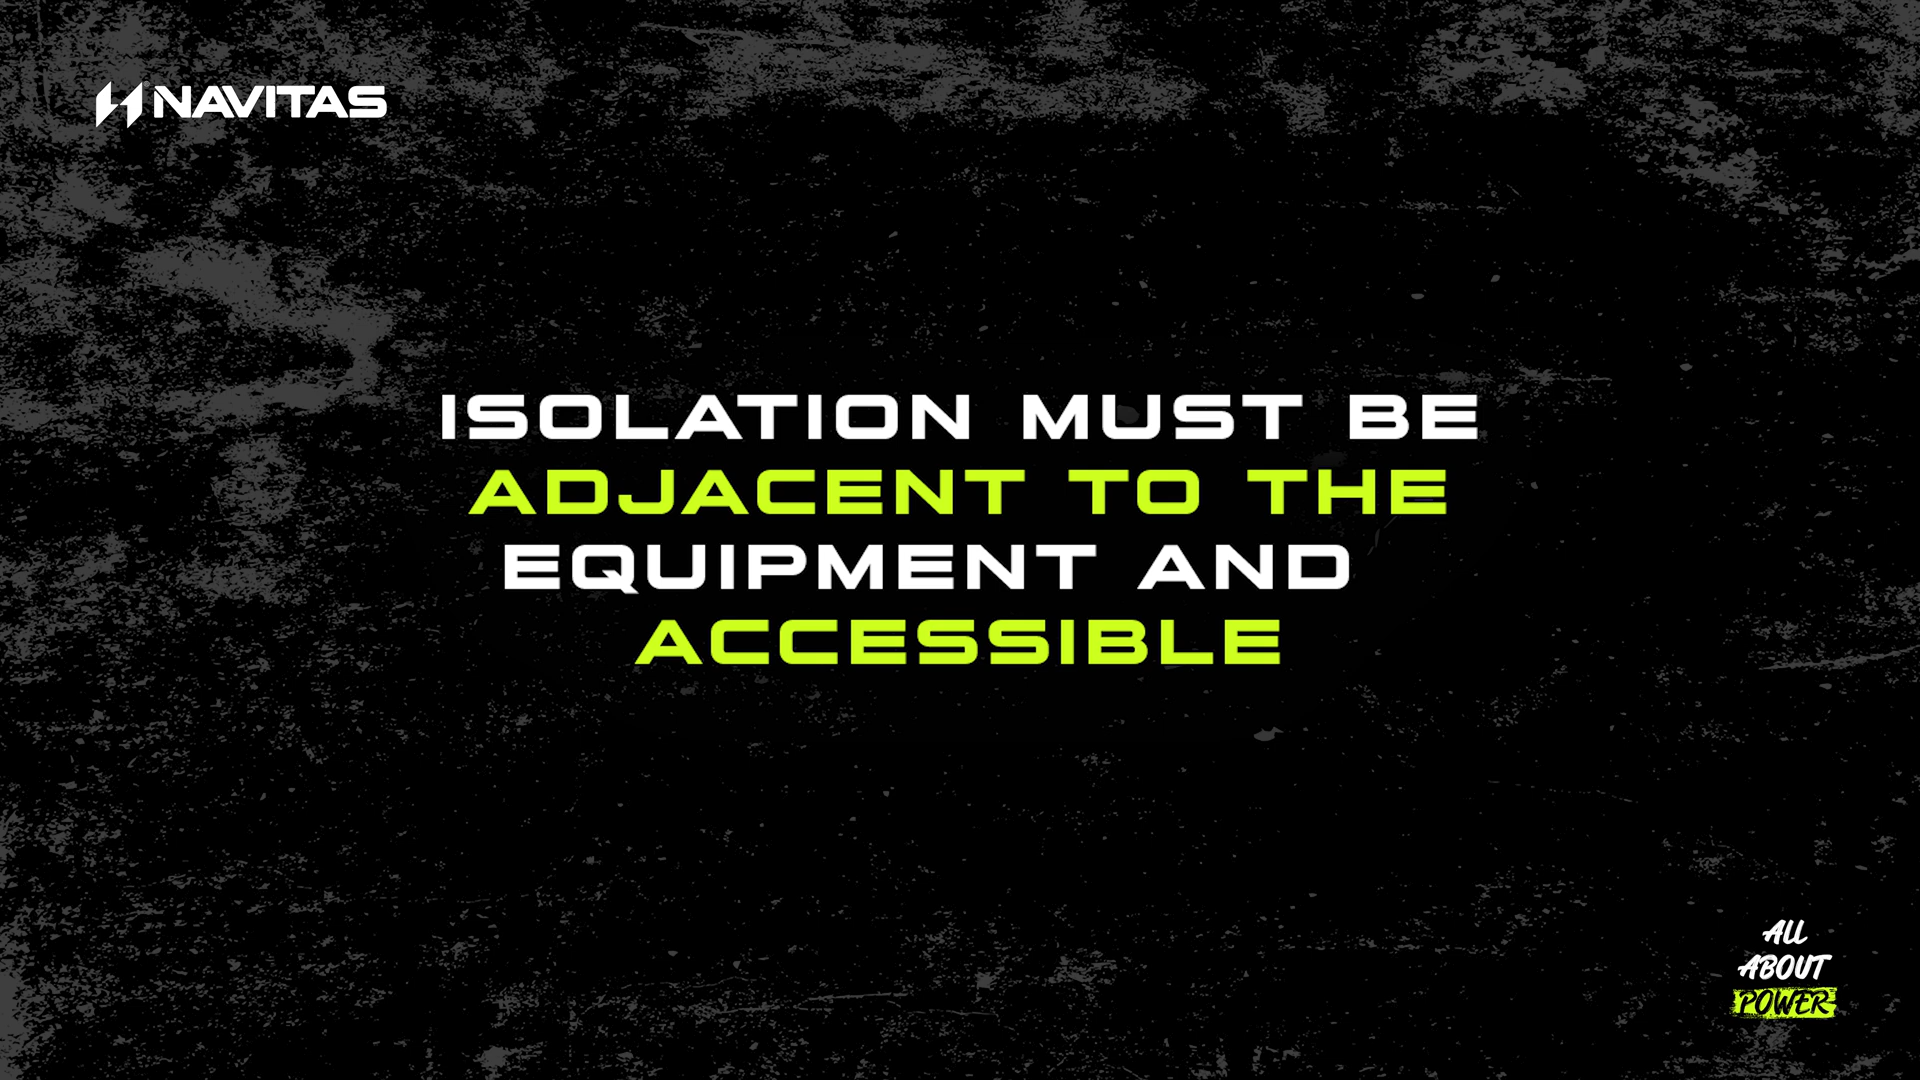 NAVITAS
ISOLATION MUST BE
ADJACENT TO THE
EQUIPMENT AND
ACCESSIBLE
ALL
ABOUT
POWER